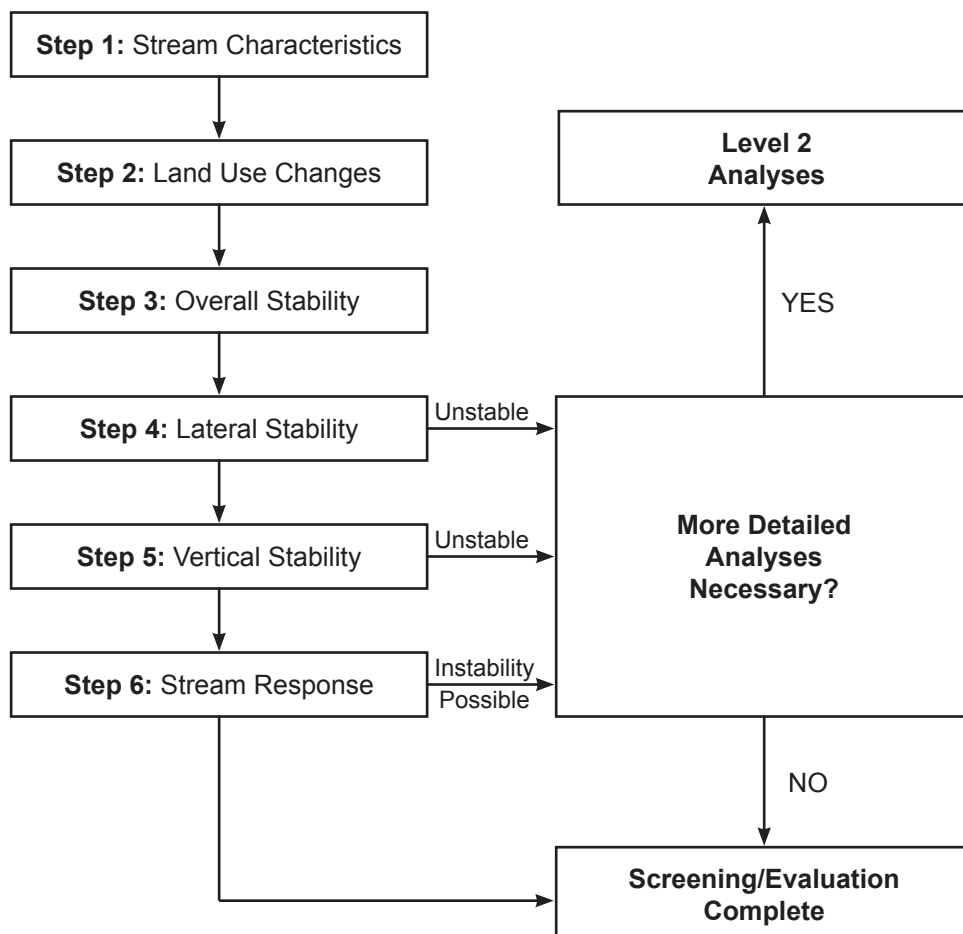 Step 1: Stream Characteristics
Step 2: Land Use Changes
Step 3: Overall Stability
Step 4: Lateral Stability
Unstable
Step 5: Vertical Stability
Unstable
Step 6: Stream Response
Instability
Possible
Level 2
Analyses
YES
More Detailed
Analyses
Necessary?
NO
Screening/Evaluation
Complete